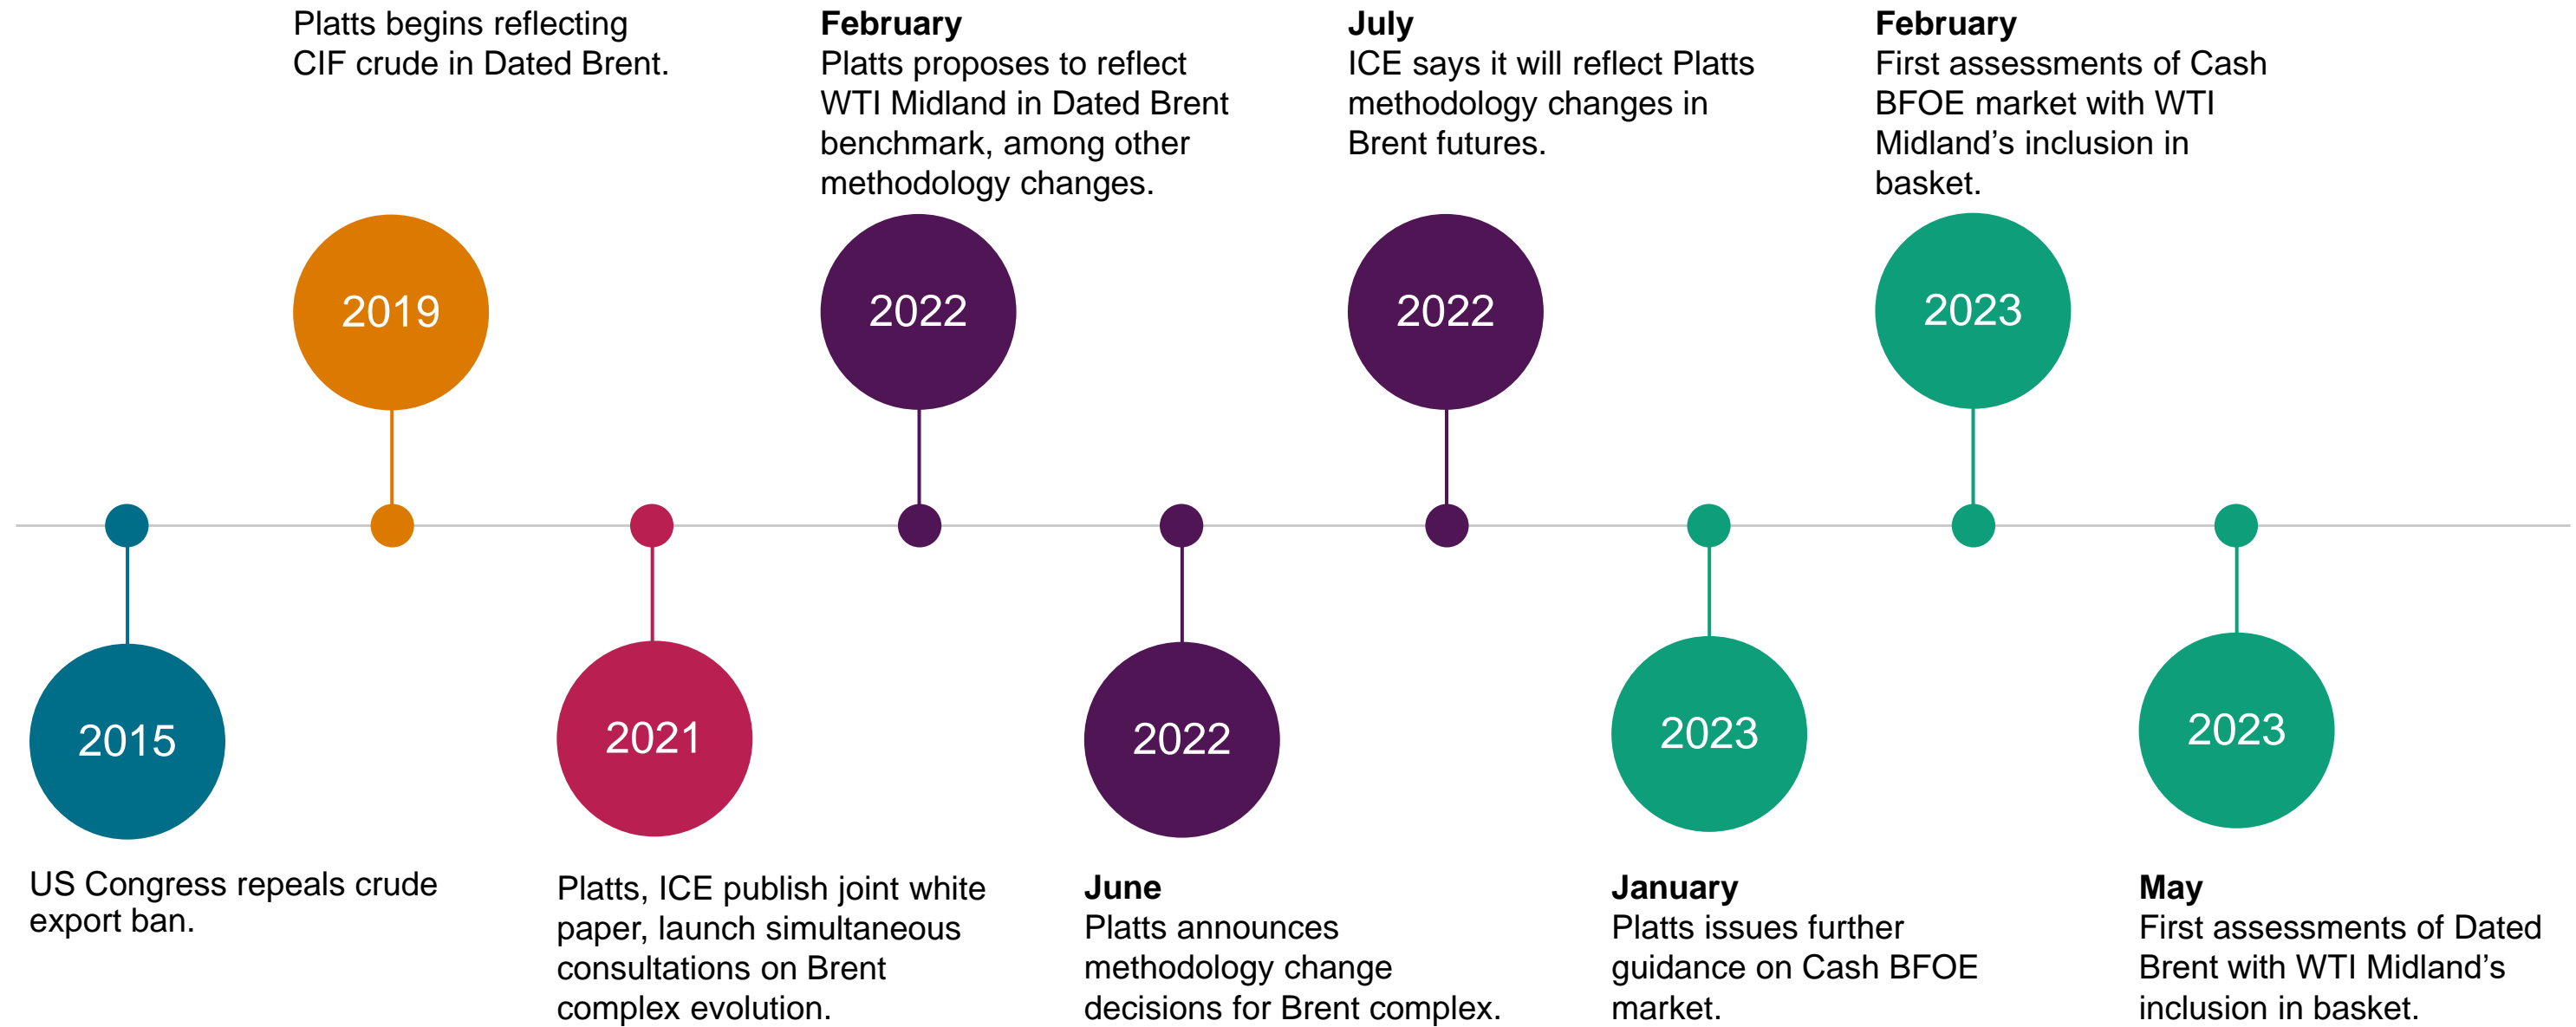 Platts begins reflecting
CIF crude in Dated Brent.
2019
February
Platts proposes to reflect
WTI Midland in Dated Brent
benchmark, among other
methodology changes.
2022
July
ICE says it will reflect Platts
methodology changes in
Brent futures.
2022
February
First assessments of Cash
BFOE market with WTI
Midland’s inclusion in
basket.
2023
2015
US Congress repeals crude
export ban.
2021
Platts, ICE publish joint white
paper, launch simultaneous
consultations on Brent
complex evolution.
2022
June
Platts announces
methodology change
decisions for Brent complex.
2023
January
Platts issues further
guidance on Cash BFOE
market.
2023
May
First assessments of Dated
Brent with WTI Midland’s
inclusion in basket.